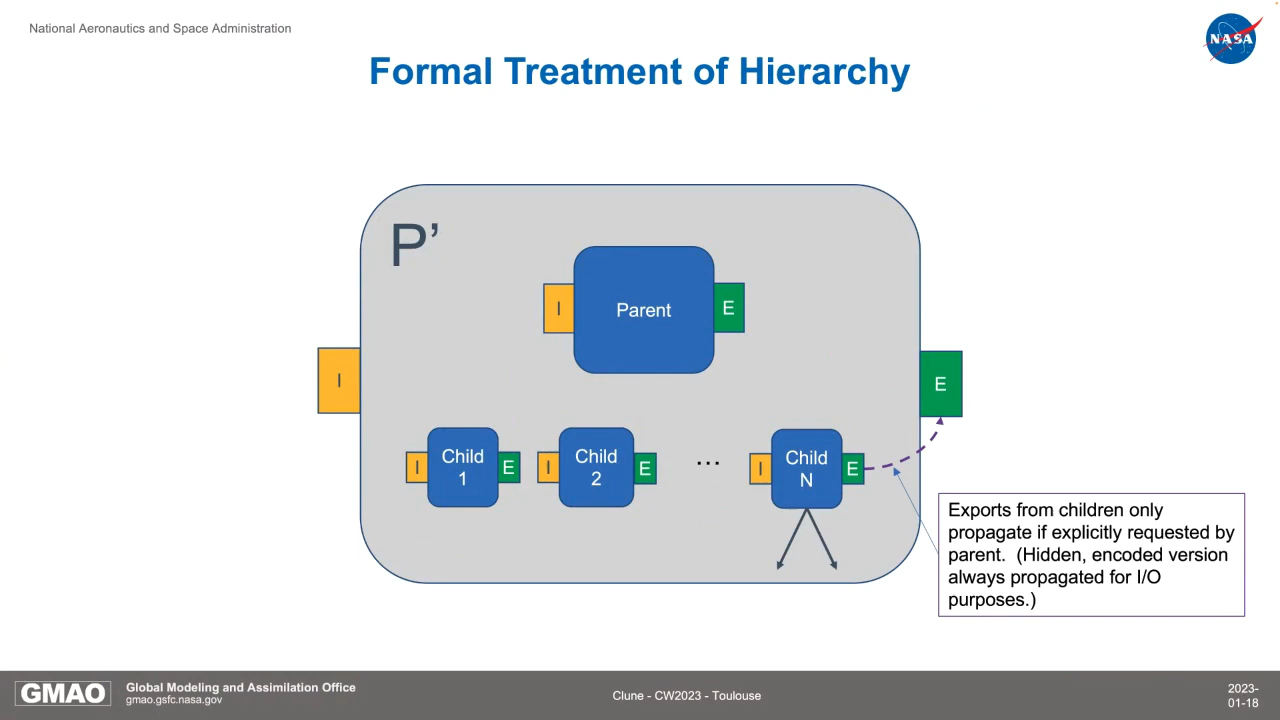 National Aeronautics and Space Administration
NASA
Formal Treatment of Hierarchy
P’
I
Parent
E
I
E
I
Child
1
E
I
Child
2
E
...
I
Child
N
E
Exports from children only
propagate if explicitly requested by
parent.  (Hidden, encoded version
always propagated for I/O
purposes.)
GMAO
Global Modeling and Assimilation Office
gmao.gsfc.nasa.gov
Clune - CW2023 - Toulouse
2023-
01-18